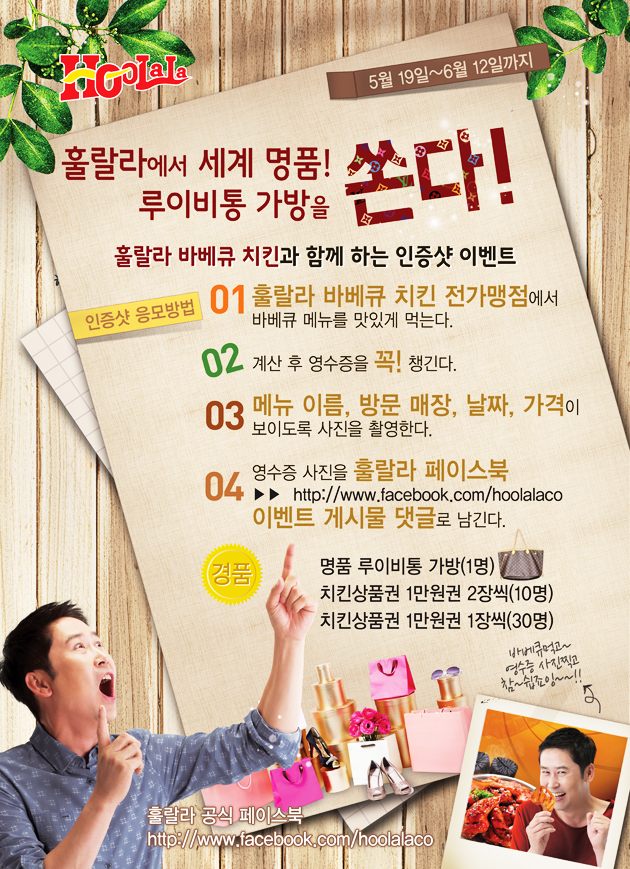 HooLaLa
5월 19일~6월 12일까지
훌랄라에서 세계 명품!
루이비통 가방을
쏜다!
훌랄라 바베큐 치킨과 함께 하는 인증샷 이벤트
인증샷 응모방법
01 훌랄라 바베큐 치킨 전가맹점에서
바베큐 메뉴를 맛있게 먹는다.
02 계산 후 영수증을 꼭! 챙긴다.
03 메뉴 이름, 방문 매장, 날짜, 가격이
보이도록 사진을 촬영한다.
04 영수증 사진을 훌랄라 페이스북
▶▶ http://www.facebook.com/hoolalaco
이벤트 게시물 댓글로 남긴다.
경품
명품 루이비통 가방(1명)
치킨상품권 1만원권 2장씩(10명)
치킨상품권 1만원권 1장씩(30명)
바베큐먹고~
영수증 사진찍고
참~쉽죠잉~~!!
훌랄라 공식 페이스북
http://www.facebook.com/hoolalaco